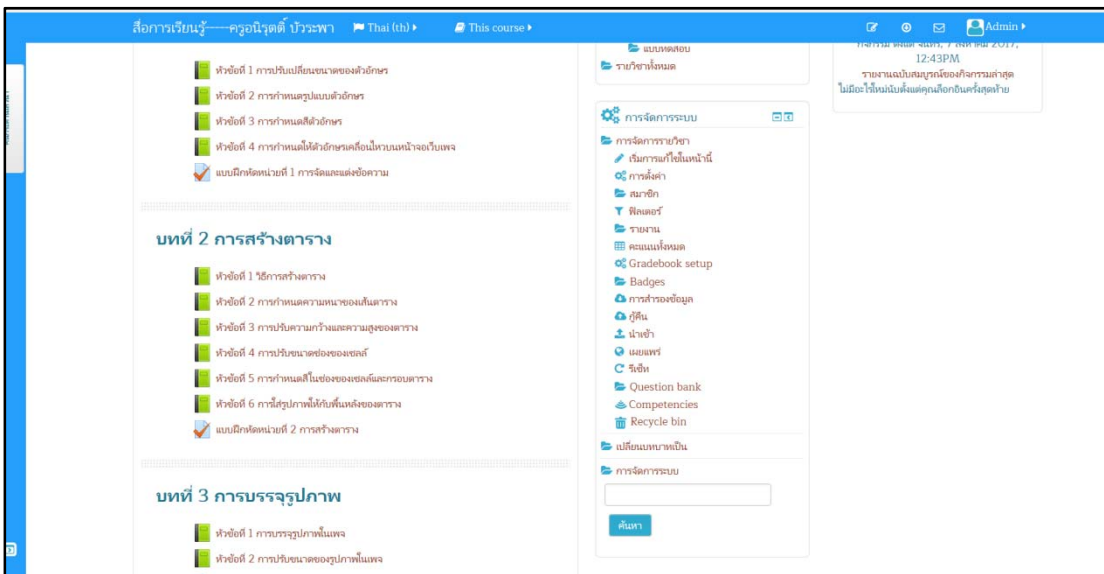 สื่อการเรียนรู้-----ครูอนิรุตติ์ บัวระพา
Thai (th)
This course
Admin
หัวข้อที่ 1 การปรับเปลี่ยนขนาดของตัวอักษร
หัวข้อที่ 2 การกำหนดรูปแบบตัวอักษร
หัวข้อที่ 3 การกำหนดสีตัวอักษร
หัวข้อที่ 4 การกำหนดให้ตัวอักษรเคลื่อนไหวบนหน้าจอเว็บเพจ
แบบฝึกหัดหน่วยที่ 1 การจัดและแต่งข้อความ
บทที่ 2 การสร้างตาราง
หัวข้อที่ 1 วิธีการสร้างตาราง
หัวข้อที่ 2 การกำหนดความหนาของเส้นตาราง
หัวข้อที่ 3 การปรับความกว้างและความสูงของตาราง
หัวข้อที่ 4 การปรับขนาดช่องของเซลล์
หัวข้อที่ 5 การกำหนดสีในช่องของเซลล์และกรอบตาราง
หัวข้อที่ 6 การใส่รูปภาพให้กับพื้นหลังของตาราง
แบบฝึกหัดหน่วยที่ 2 การสร้างตาราง
บทที่ 3 การบรรจุรูปภาพ
หัวข้อที่ 1 การบรรจุรูปภาพในเพจ
หัวข้อที่ 2 การปรับขนาดของรูปภาพในเพจ
แบบทดสอบ
รายวิชาทั้งหมด
การจัดการระบบ
การจัดการรายวิชา
เริ่มการแก้ไขในหน้านี้
การตั้งค่า
สมาชิก
ฟิลเตอร์
รายงาน
คะแนนทั้งหมด
Gradebook setup
Badges
การสำรองข้อมูล
กู้คืน
นำเข้า
เผยแพร่
รีเซ็ท
Question bank
Competencies
Recycle bin
เปลี่ยนบทบาทเป็น
การจัดการระบบ
ค้นหา
กิจกรรม ตั้งแต่ จันทร์, 7 สิงหาคม 2017,
12:43PM
รายงานฉบับสมบูรณ์ของกิจกรรมล่าสุด
ไม่มีอะไรใหม่นับตั้งแต่คุณล็อกอินครั้งสุดท้าย